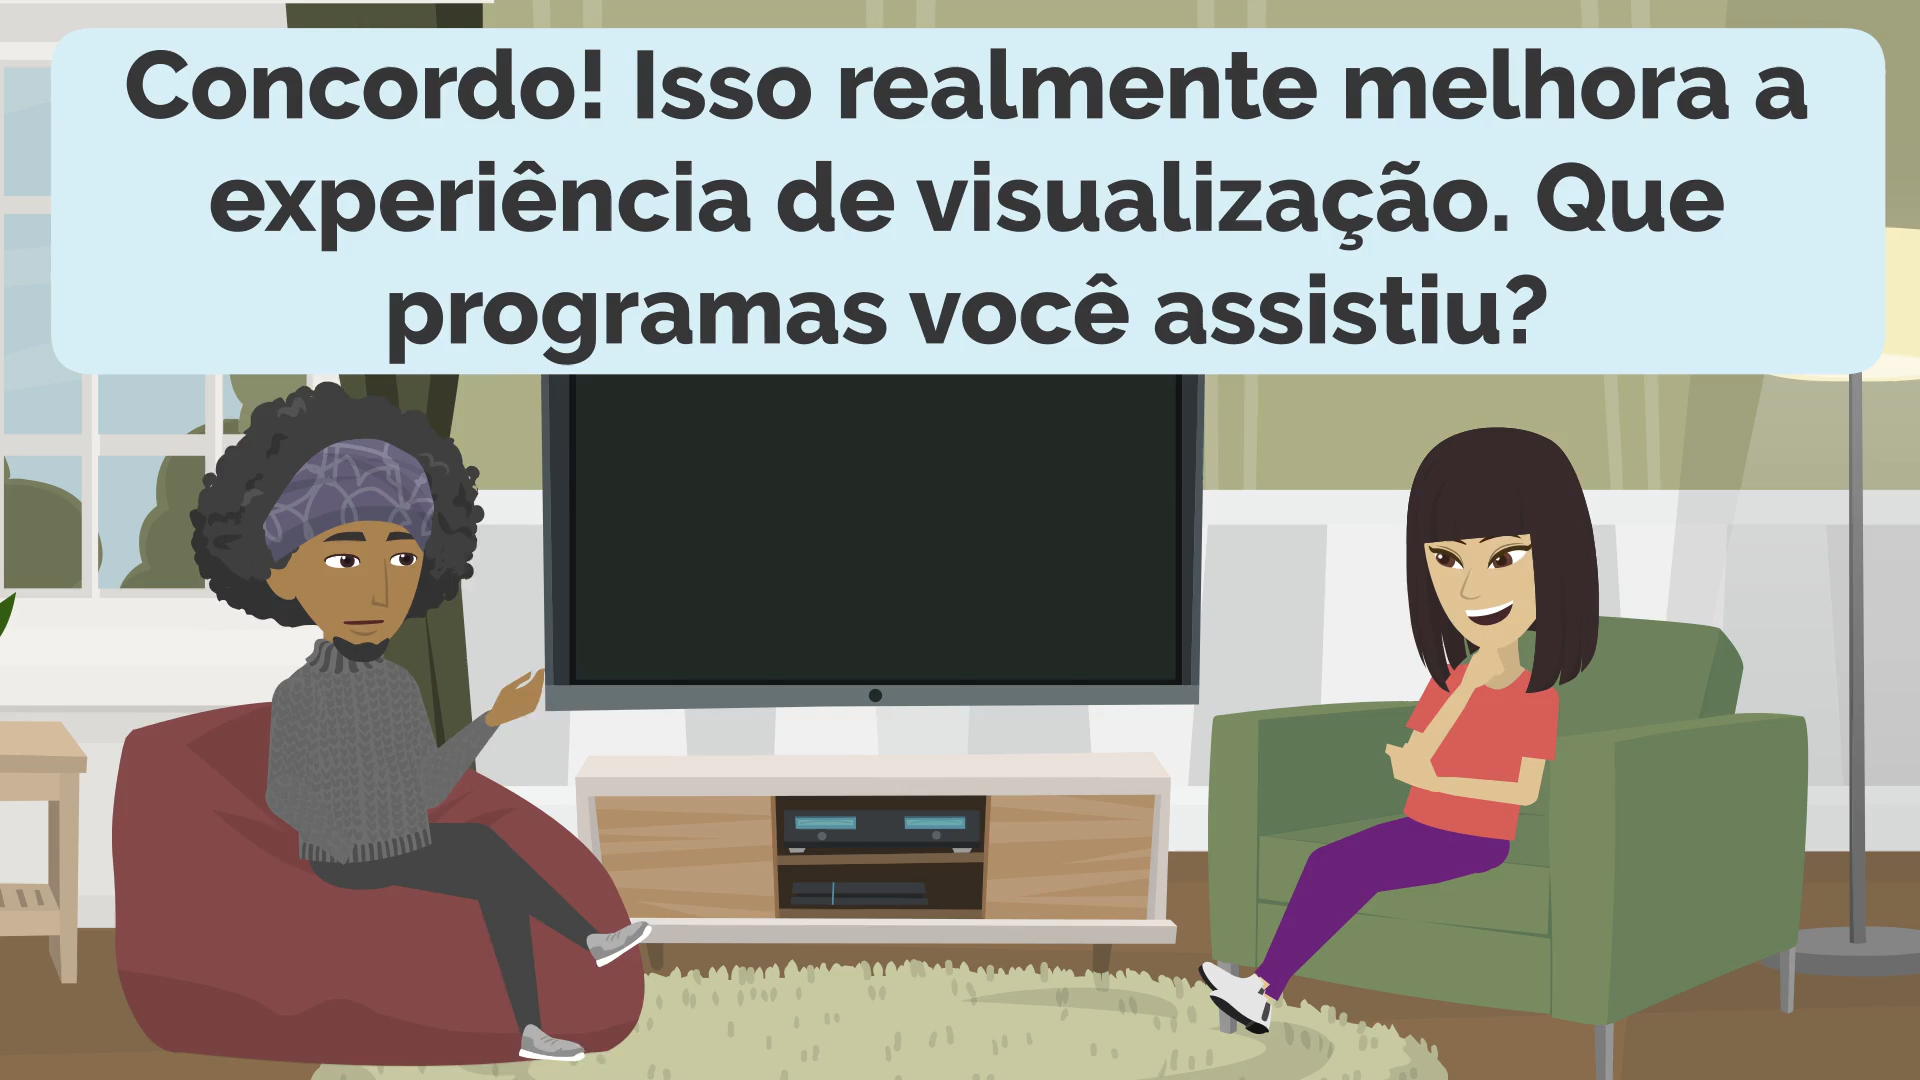 Concordo! Isso realmente melhora a
experiência de visualização. Que
programas você assistiu?